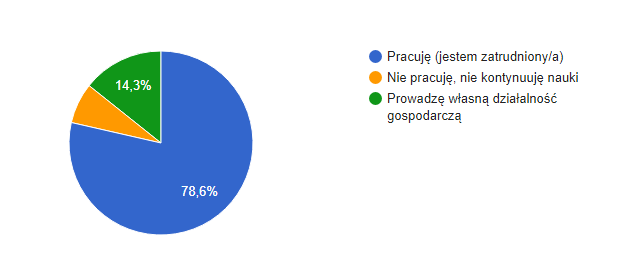 Pracuję (jestem zatrudniony/a)
Nie pracuję, nie kontynuuję nauki
Prowadzę własną działalność
gospodarczą
14,3%
78,6%